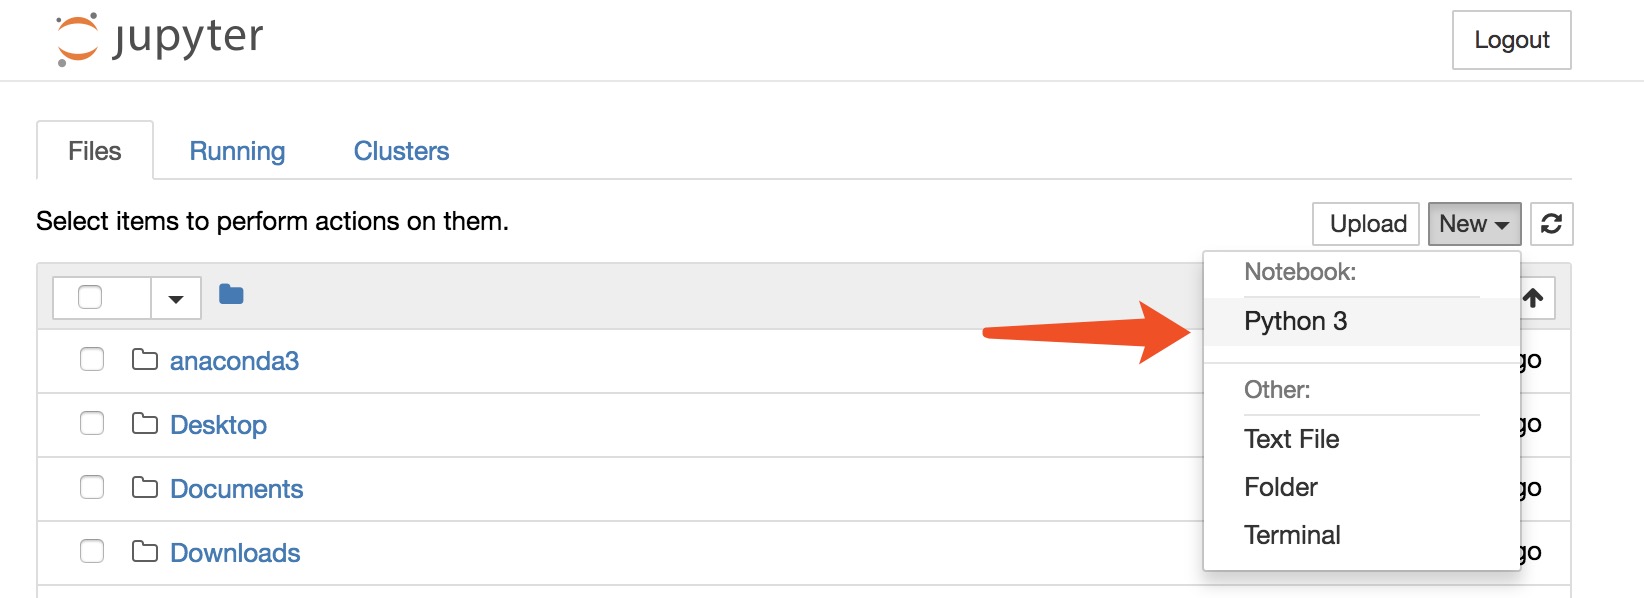 jupyter
Logout
Files Running Clusters
Select items to perform actions on them.
Upload New
Notebook:
Python 3
anaconda3 go
Other:
Desktop go
Text File
Documents go
Folder
Terminal
Downloads go